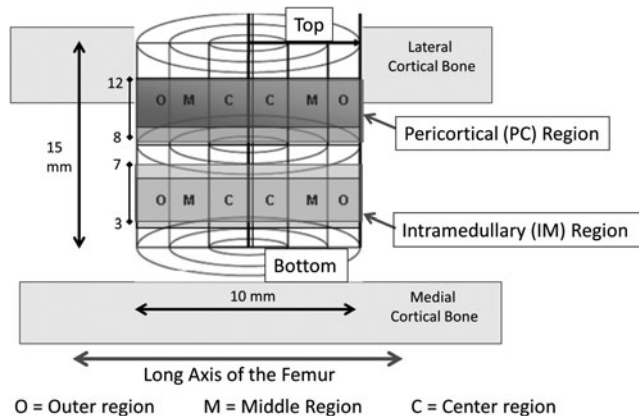 Top
Lateral
Cortical Bone
12
O M C C M O
Pericortical (PC) Region
8
15
mm
7
O M C C M O
3
Intramedullary (IM) Region
Bottom
10 mm
Medial
Cortical Bone
Long Axis of the Femur
O = Outer region M = Middle Region C = Center region